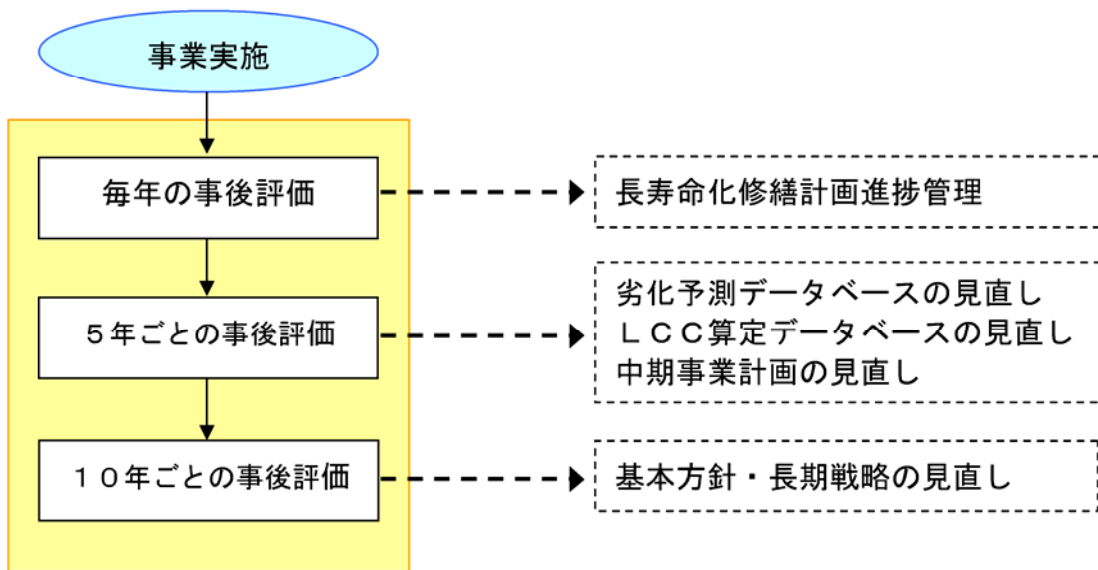 事業実施
毎年の事後評価
長寿命化修繕計画進捗管理
５年ごとの事後評価
劣化予測データベースの見直し
ＬＣＣ算定データベースの見直し
中期事業計画の見直し
１０年ごとの事後評価
基本方針・長期戦略の見直し